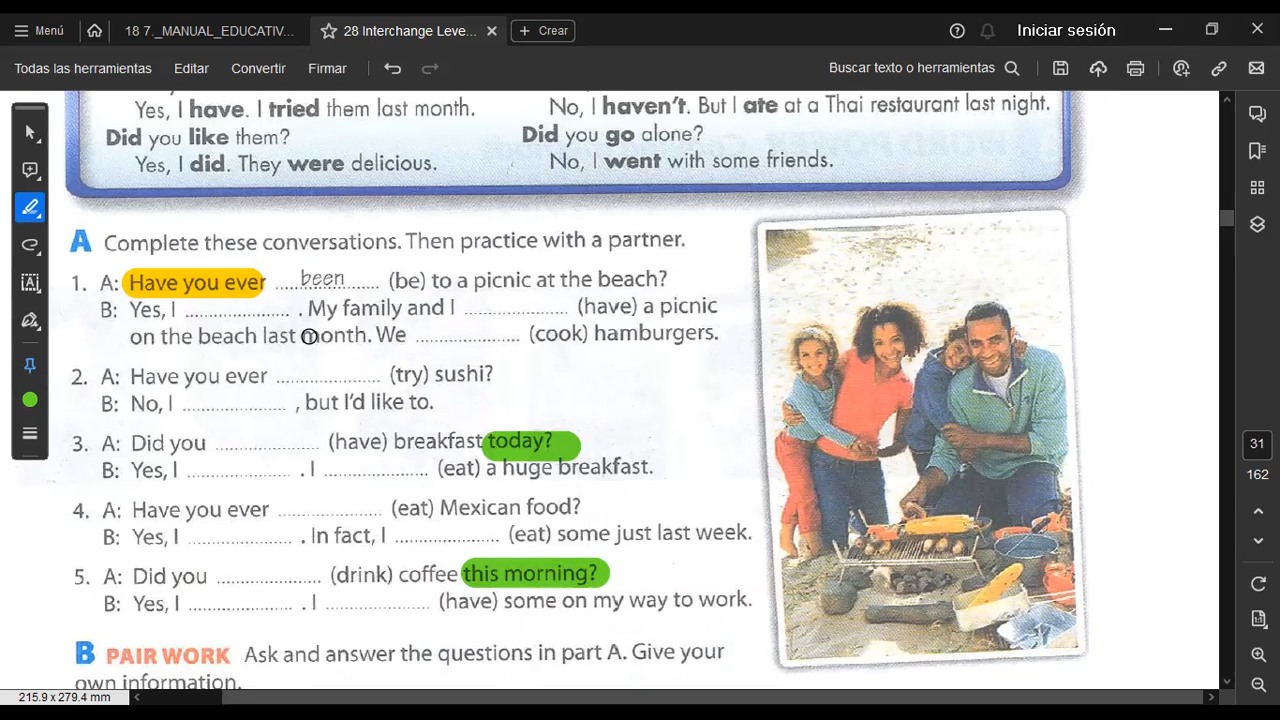 Menú
18 7._MANUAL_EDUCATIV...
28 Interchange Leve...
Crear
Iniciar sesión
Todas las herramientas
Editar
Convertir
Firmar
Buscar texto o herramientas
Yes, I have. I tried them last month.
No, I haven't. But I ate at a Thai restaurant last night.
Did you like them?
Did you go alone?
Yes, I did. They were delicious.
No, I went with some friends.
A Complete these conversations. Then practice with a partner.
1. A: Have you ever ....been........ (be) to a picnic at the beach?
B: Yes, I ..................... . My family and I ..................... (have) a picnic
on the beach last month. We ..................... (cook) hamburgers.
2. A: Have you ever ..................... (try) sushi?
B: No, I ..................... , but I'd like to.
3. A: Did you ..................... (have) breakfast today?
B: Yes, I ..................... . I ..................... (eat) a huge breakfast.
4. A: Have you ever ..................... (eat) Mexican food?
B: Yes, I ..................... . In fact, I ..................... (eat) some just last week.
5. A: Did you ..................... (drink) coffee this morning?
B: Yes, I ..................... . I ..................... (have) some on my way to work.
B PAIR WORK Ask and answer the questions in part A. Give your
own information.
31
162
215.9 x 279.4 mm